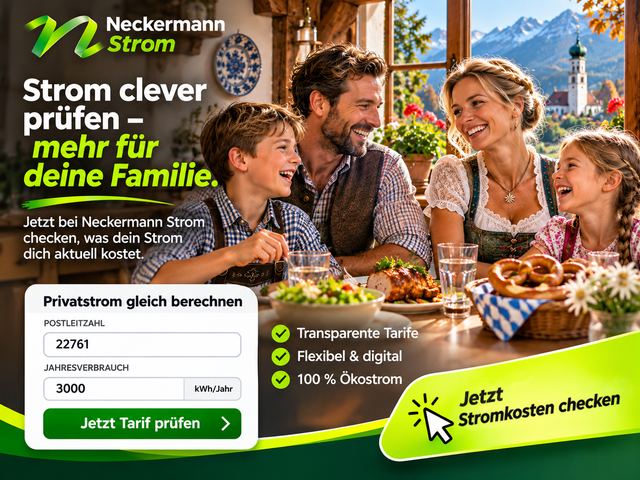 Neckermann
Strom
Strom clever
prüfen –
mehr für
deine Familie.
Jetzt bei Neckermann Strom
checken, was dein Strom
dich aktuell kostet.
Privatstrom gleich berechnen
POSTLEITZAHL
22761
JAHRESVERBRAUCH
3000 kWh/Jahr
Jetzt Tarif prüfen
Transparente Tarife
Flexibel & digital
100 % Ökostrom
Jetzt
Stromkosten checken